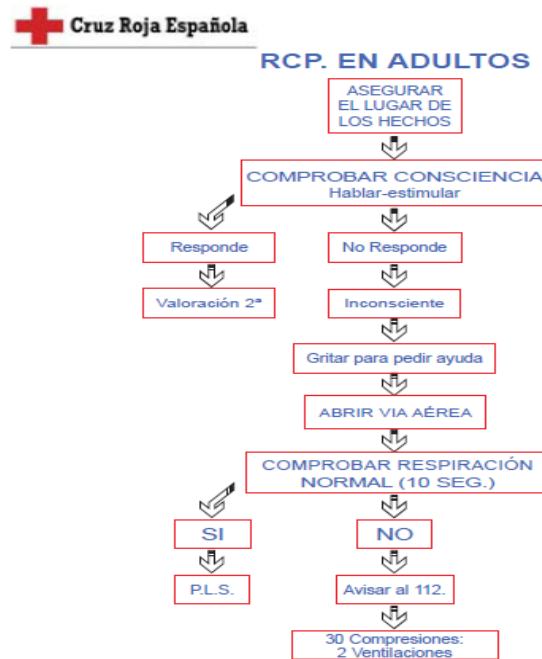 Cruz Roja Española
RCP. EN ADULTOS
ASEGURAR
EL LUGAR DE
LOS HECHOS
COMPROBAR CONSCIENCIA
Hablar-estimular
Responde
No Responde
Valoración 2ª
Inconsciente
Gritar para pedir ayuda
ABRIR VIA AÉREA
COMPROBAR RESPIRACIÓN
NORMAL (10 SEG.)
SI
NO
P.L.S.
Avisar al 112.
30 Compresiones:
2 Ventilaciones